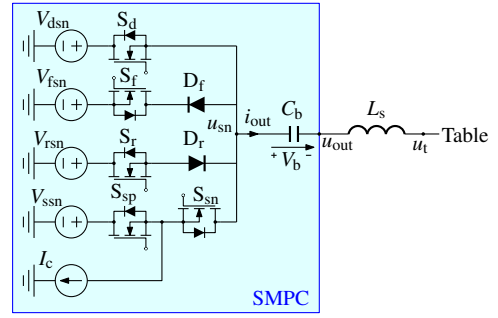 V_dsn S_d
V_fsn S_f D_f
u_sn i_out C_b L_s
V_rsn S_r D_r + V_b - u_out u_t Table
V_ssn S_sp S_sn
I_c
SMPC